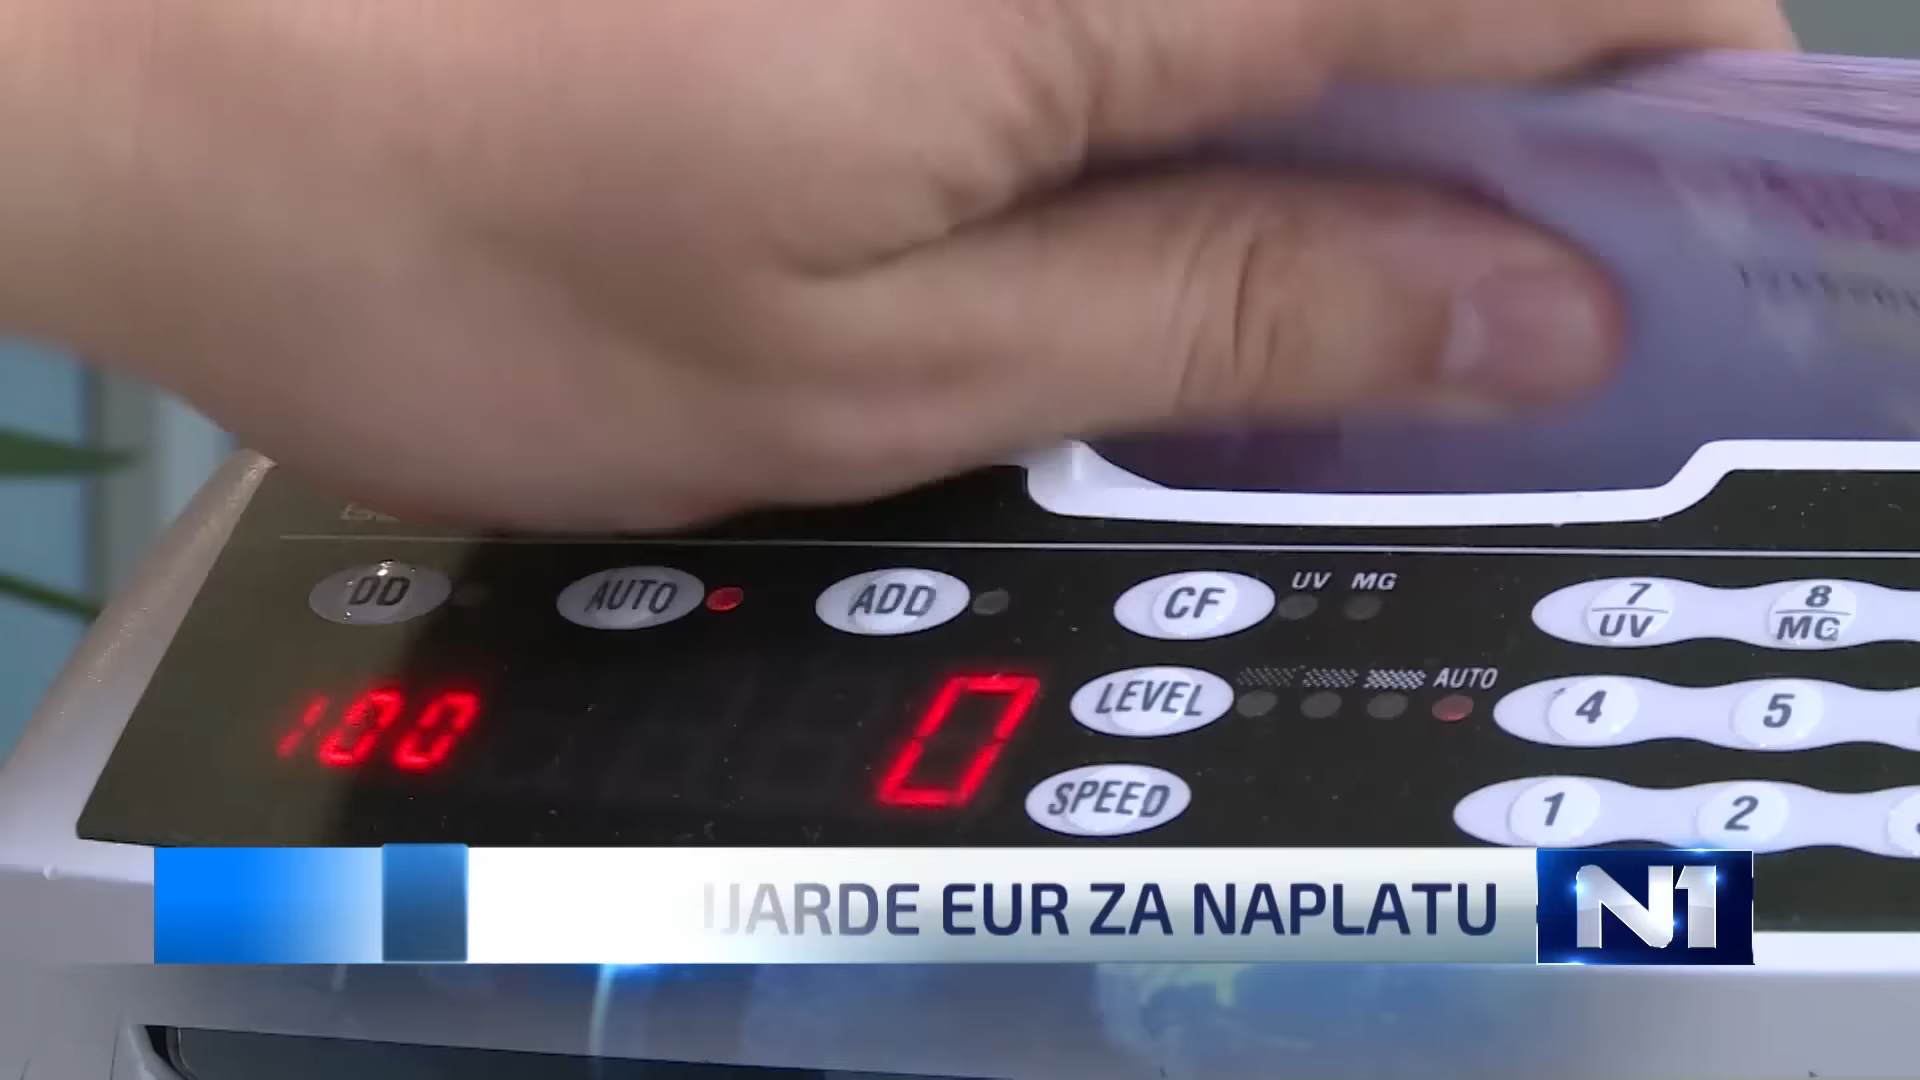 DD AUTO ADD CF UV MG 7 UV 8 MG
100 0 LEVEL AUTO 4 5
SPEED 1 2
IJARDE EUR ZA NAPLATU N1